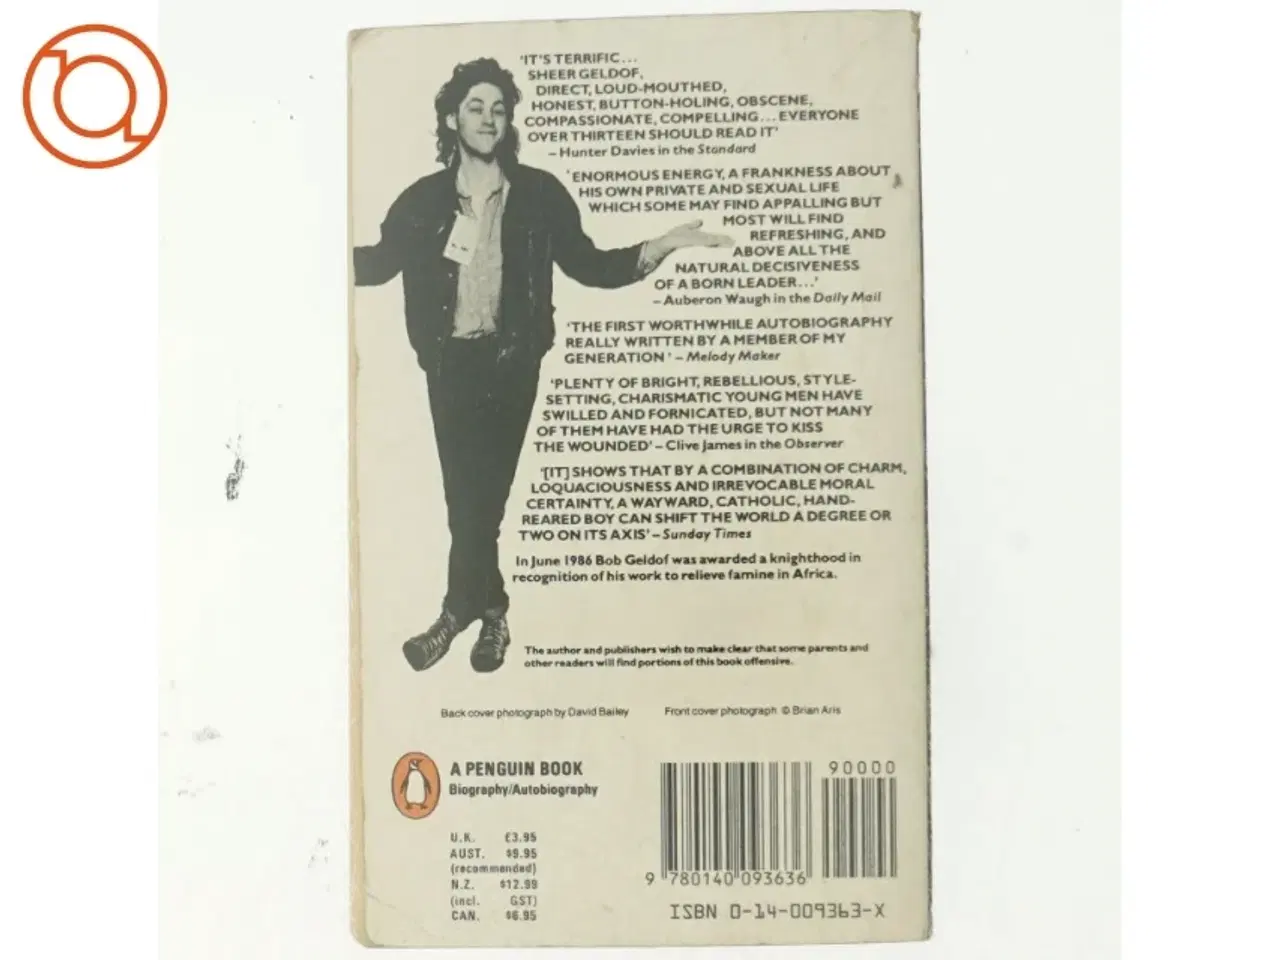 'IT'S TERRIFIC...
SHEER GELDOF,
DIRECT, LOUD-MOUTHED,
HONEST, BUTTON-HOLING, OBSCENE,
COMPASSIONATE, COMPELLING... EVERYONE
OVER THIRTEEN SHOULD READ IT'
– Hunter Davies in the Standard
'ENORMOUS ENERGY, A FRANKNESS ABOUT
HIS OWN PRIVATE AND SEXUAL LIFE
WHICH SOME MAY FIND APPALLING BUT
MOST WILL FIND
REFRESHING, AND
ABOVE ALL THE
NATURAL DECISIVENESS
OF A BORN LEADER...'
– Auberon Waugh in the Daily Mail
'THE FIRST WORTHWHILE AUTOBIOGRAPHY
REALLY WRITTEN BY A MEMBER OF MY
GENERATION' – Melody Maker
'PLENTY OF BRIGHT, REBELLIOUS, STYLE-
SETTING, CHARISMATIC YOUNG MEN HAVE
SWILLED AND FORNICATED, BUT NOT MANY
OF THEM HAVE HAD THE URGE TO KISS
THE WOUNDED' – Clive James in the Observer
'[IT] SHOWS THAT BY A COMBINATION OF CHARM,
LOQUACIOUSNESS AND IRREVOCABLE MORAL
CERTAINTY, A WAYWARD, CATHOLIC, HAND-
REARED BOY CAN SHIFT THE WORLD A DEGREE OR
TWO ON ITS AXIS' – Sunday Times
In June 1986 Bob Geldof was awarded a knighthood in
recognition of his work to relieve famine in Africa.
The author and publishers wish to make clear that some parents and
other readers will find portions of this book offensive.
Back cover photograph by David Bailey Front cover photograph © Brian Aris
A PENGUIN BOOK
Biography/Autobiography
U.K. £3.95
AUST. $9.95
(recommended)
N.Z. $12.99
(incl. GST)
CAN. $6.95
90000
9 780140 093636
ISBN 0-14-009363-X